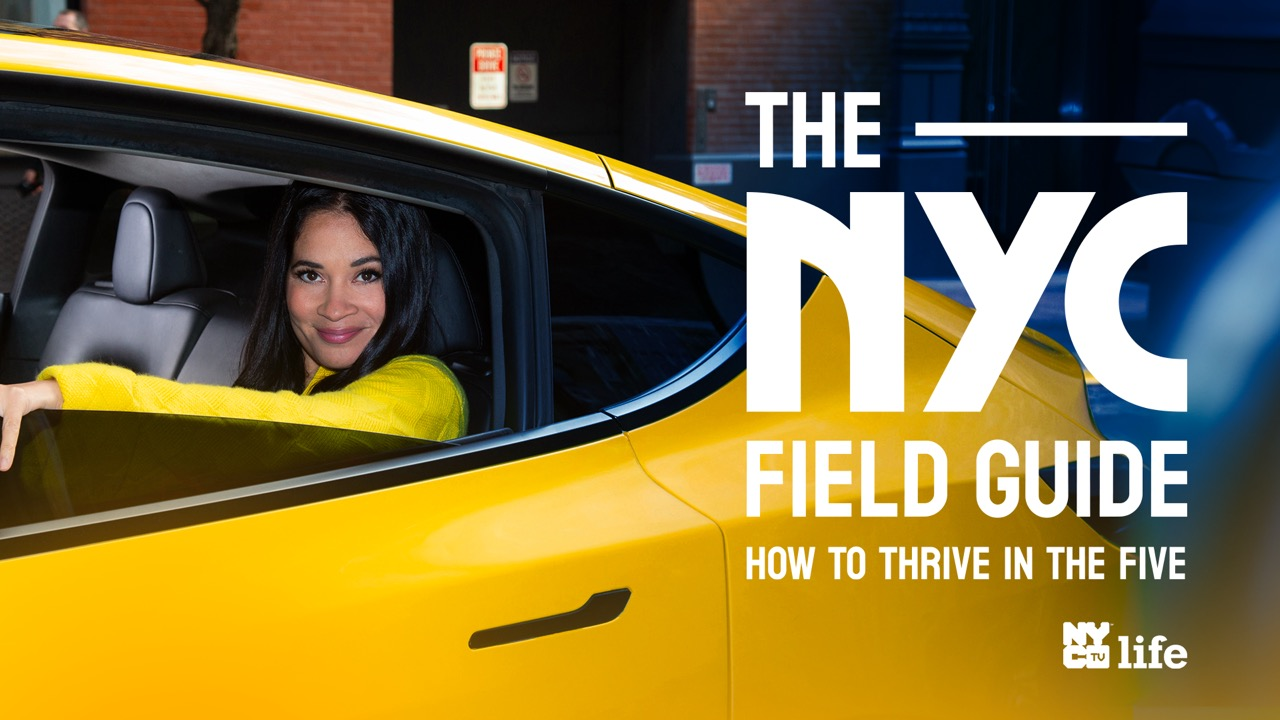 THE
NYC
FIELD GUIDE
HOW TO THRIVE IN THE FIVE
NYC TV life